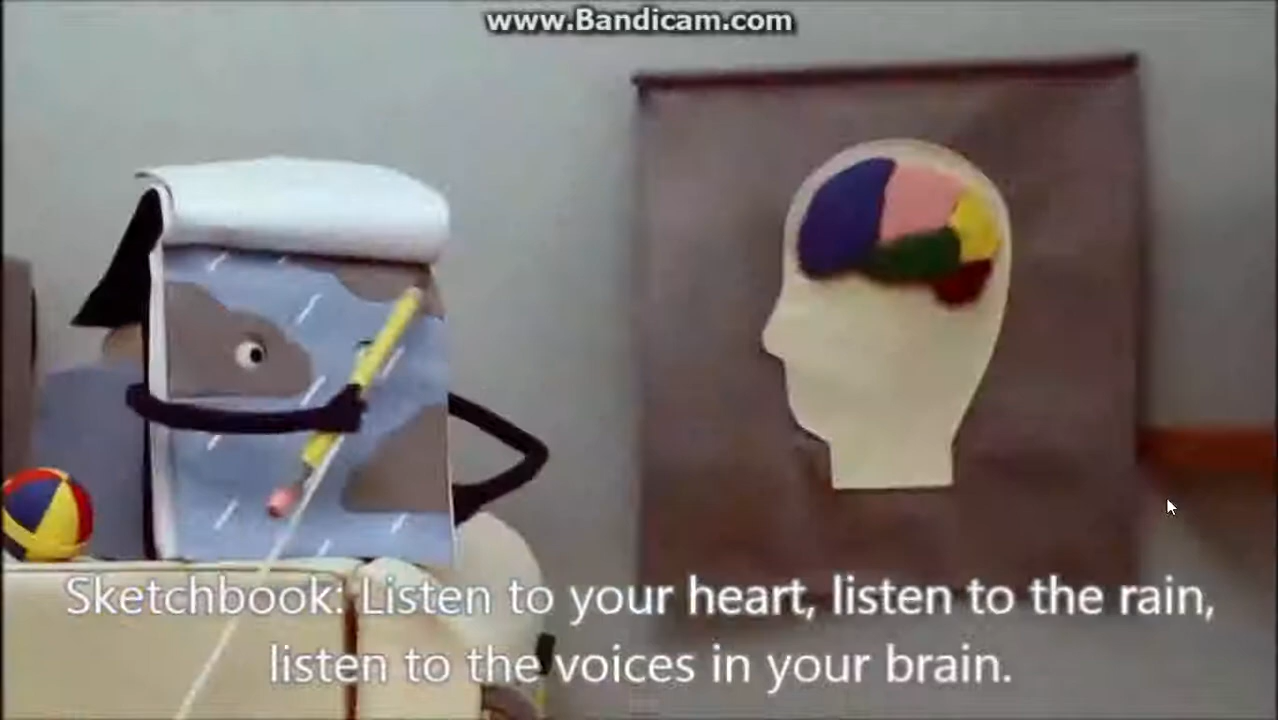 www.Bandicam.com
Sketchbook: Listen to your heart, listen to the rain,
listen to the voices in your brain.